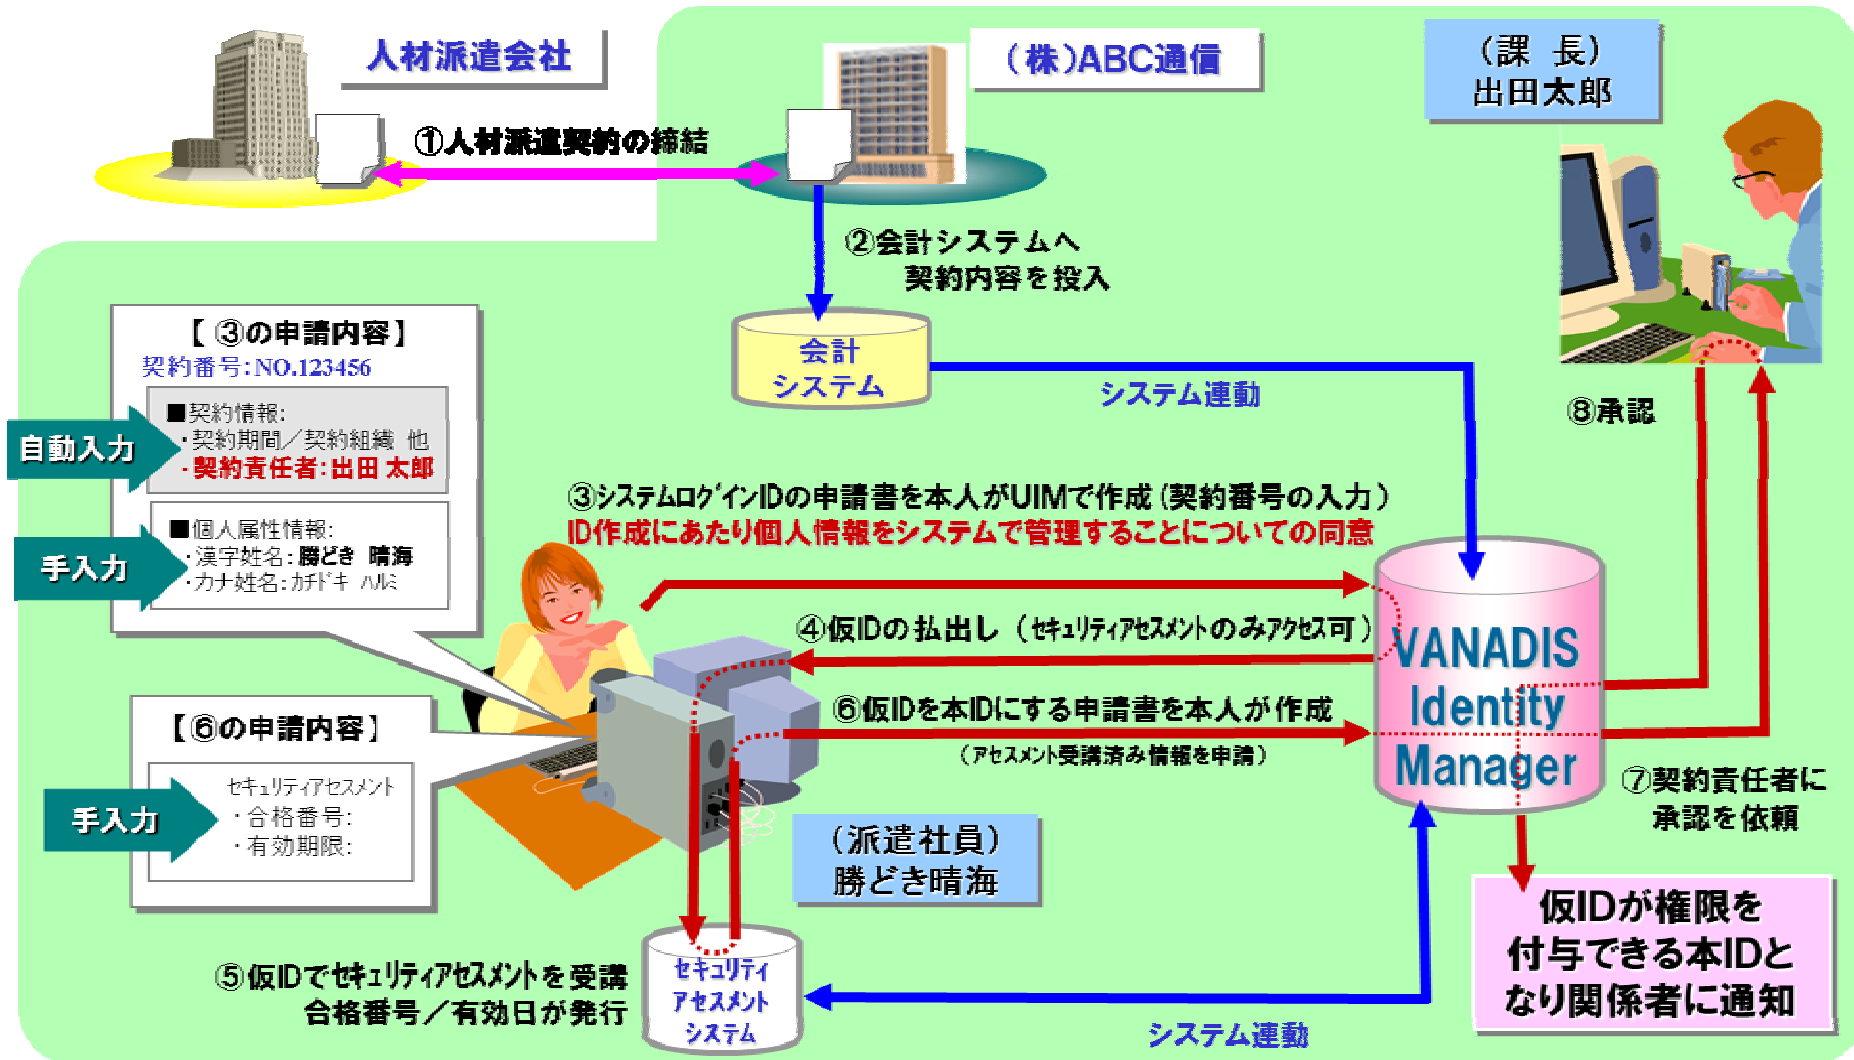 人材派遣会社
（株）ABC通信
（課　長）
出田太郎
①人材派遣契約の締結
②会計システムへ
契約内容を投入
会計
システム
システム連動
⑧承認
【 ③の申請内容】
契約番号：NO.123456
自動入力
■契約情報：
・契約期間／契約組織 他
・契約責任者：出田 太郎
手入力
■個人属性情報：
・漢字姓名：勝どき 晴海
・カナ姓名：ｶﾁﾄﾞｷ ﾊﾙﾐ
③ｼｽﾃﾑﾛｸﾞｲﾝIDの申請書を本人がUIMで作成（契約番号の入力）
ID作成にあたり個人情報をシステムで管理することについての同意
④仮IDの払出し（ｾｷｭﾘﾃｨｱｾｽﾒﾝﾄのみｱｸｾｽ可）
VANADIS
Identity
Manager
⑥仮IDを本IDにする申請書を本人が作成
（ｱｾｽﾒﾝﾄ受講済み情報を申請）
【⑥の申請内容】
手入力
ｾｷｭﾘﾃｨｱｾｽﾒﾝﾄ
・合格番号：
・有効期限：
⑦契約責任者に
承認を依頼
（派遣社員）
勝どき晴海
仮IDが権限を
付与できる本IDと
なり関係者に通知
⑤仮IDでｾｷｭﾘﾃｨｱｾｽﾒﾝﾄを受講
合格番号／有効日が発行
ｾｷｭﾘﾃｨ
ｱｾｽﾒﾝﾄ
ｼｽﾃﾑ
システム連動